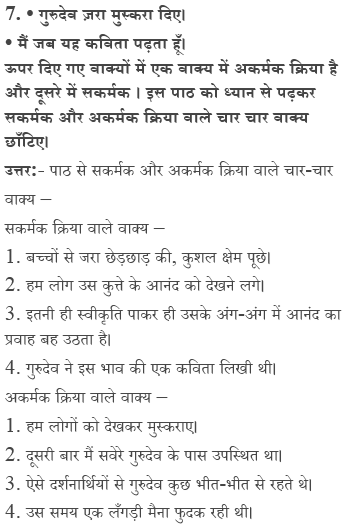 7. • गुरुदेव ज़रा मुस्करा दिए।
• मैं जब यह कविता पढ़ता हूँ।
ऊपर दिए गए वाक्यों में एक वाक्य में अकर्मक क्रिया है
और दूसरे में सकर्मक। इस पाठ को ध्यान से पढ़कर
सकर्मक और अकर्मक क्रिया वाले चार चार वाक्य
छाँटिए।
उत्तर:- पाठ से सकर्मक और अकर्मक क्रिया वाले चार-चार
वाक्य –
सकर्मक क्रिया वाले वाक्य –
1. बच्चों से जरा छेड़छाड़ की, कुशल क्षेम पूछे।
2. हम लोग उस कुत्ते के आनंद को देखने लगे।
3. इतनी ही स्वीकृति पाकर ही उसके अंग-अंग में आनंद का
प्रवाह बह उठता है।
4. गुरुदेव ने इस भाव की एक कविता लिखी थी।
अकर्मक क्रिया वाले वाक्य –
1. हम लोगों को देखकर मुस्कराए।
2. दूसरी बार मैं सवेरे गुरुदेव के पास उपस्थित था।
3. ऐसे दर्शनार्थियों से गुरुदेव कुछ भीत-भीत से रहते थे।
4. उस समय एक लँगड़ी मैना फुदक रही थी।